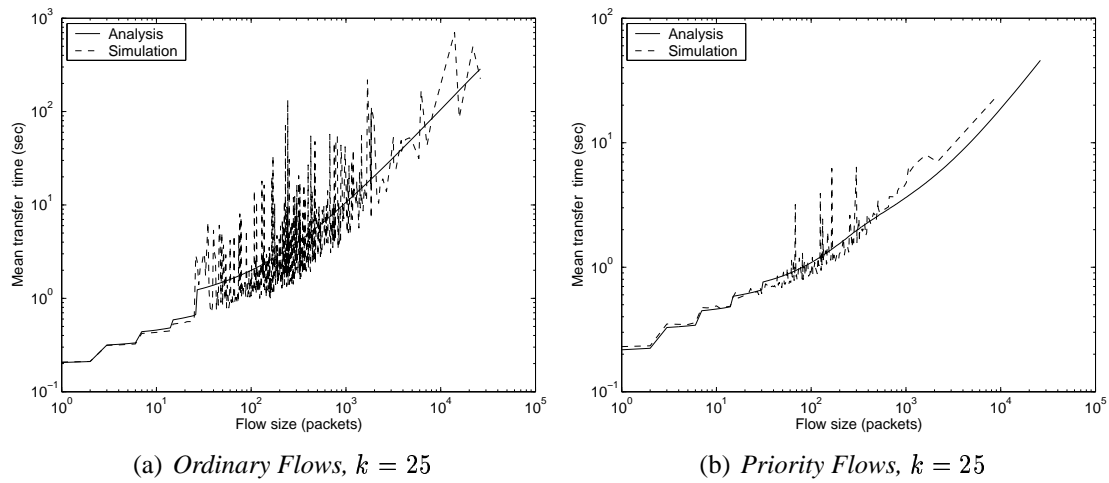 10^3
Analysis
Simulation
10^2
10^1
10^0
10^-1
Mean transfer time (sec)
10^0 10^1 10^2 10^3 10^4 10^5
Flow size (packets)
(a) Ordinary Flows, k = 25
10^2
Analysis
Simulation
10^1
10^0
10^-1
Mean transfer time (sec)
10^0 10^1 10^2 10^3 10^4 10^5
Flow size (packets)
(b) Priority Flows, k = 25